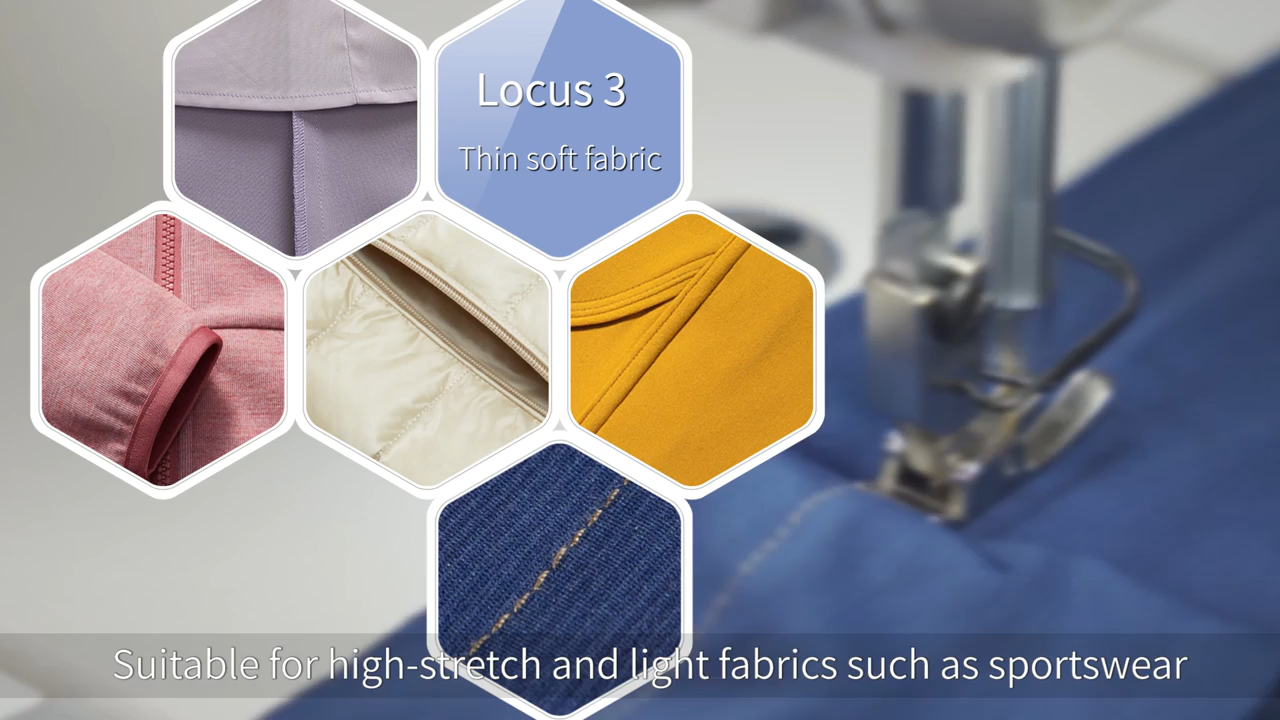 Locus 3
Thin soft fabric
Suitable for high-stretch and light fabrics such as sportswear